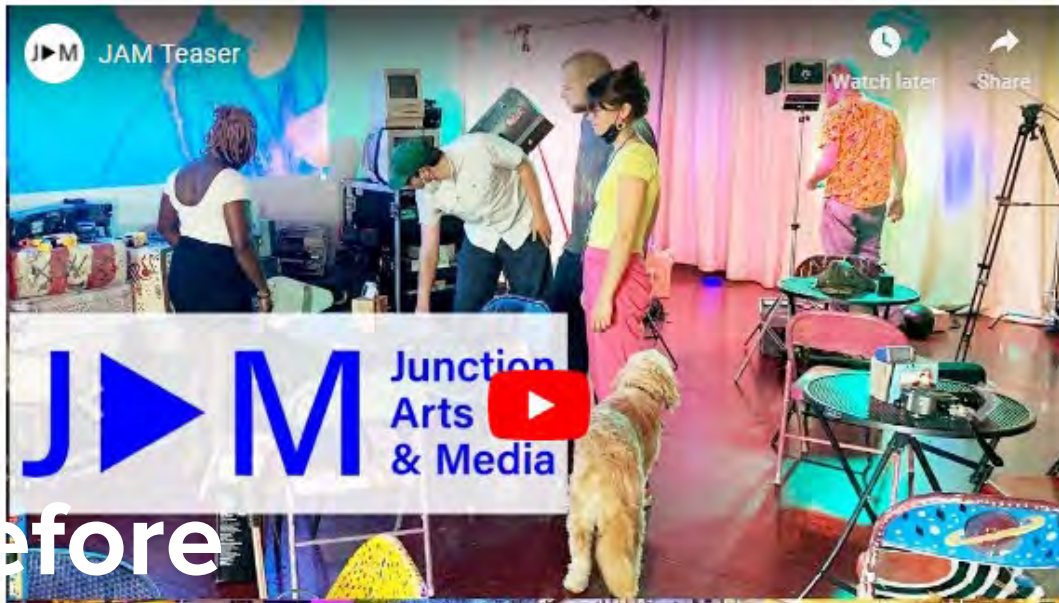 J▶M JAM Teaser
Watch later
Share
J▶M
Junction
Arts
& Media
efore